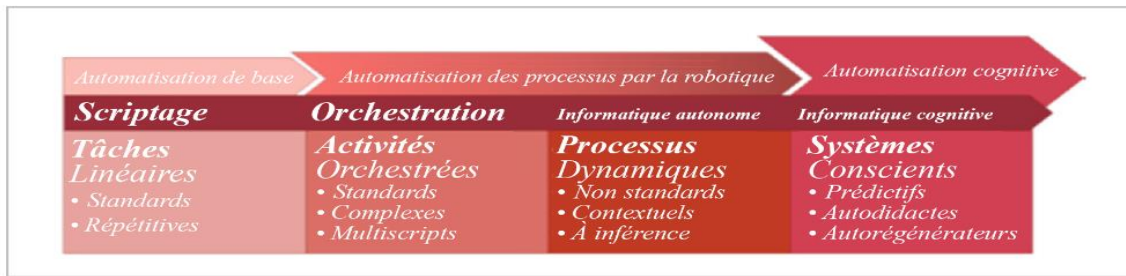 Automatisation de base
Automatisation des processus par la robotique
Automatisation cognitive
Scriptage
Orchestration
Informatique autonome
Informatique cognitive
Tâches
Linéaires
• Standards
• Répétitives
Activités
Orchestrées
• Standards
• Complexes
• Multiscripts
Processus
Dynamiques
• Non standards
• Contextuels
• À inférence
Systèmes
Conscients
• Prédictifs
• Autodidactes
• Autorégénérateurs